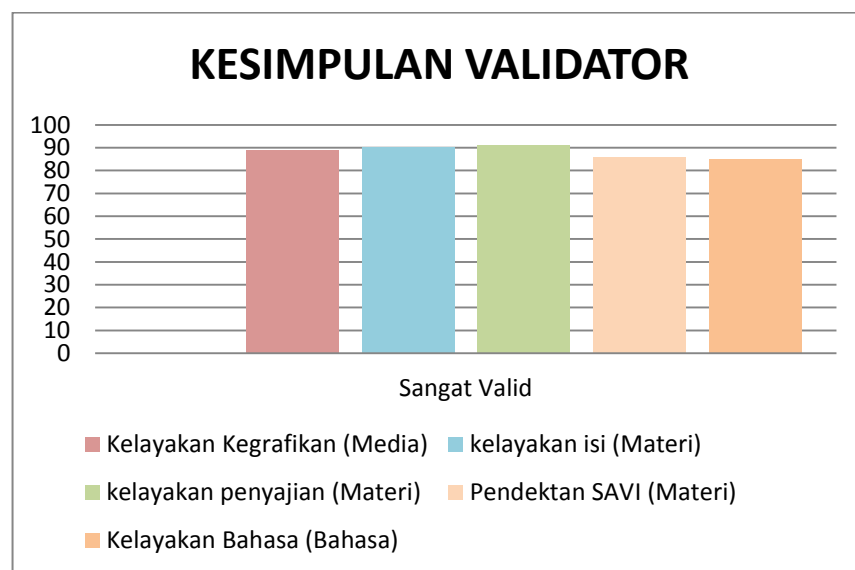 KESIMPULAN VALIDATOR
100
90
80
70
60
50
40
30
20
10
0
Sangat Valid
Kelayakan Kegrafikan (Media)
kelayakan isi (Materi)
kelayakan penyajian (Materi)
Pendektan SAVI (Materi)
Kelayakan Bahasa (Bahasa)